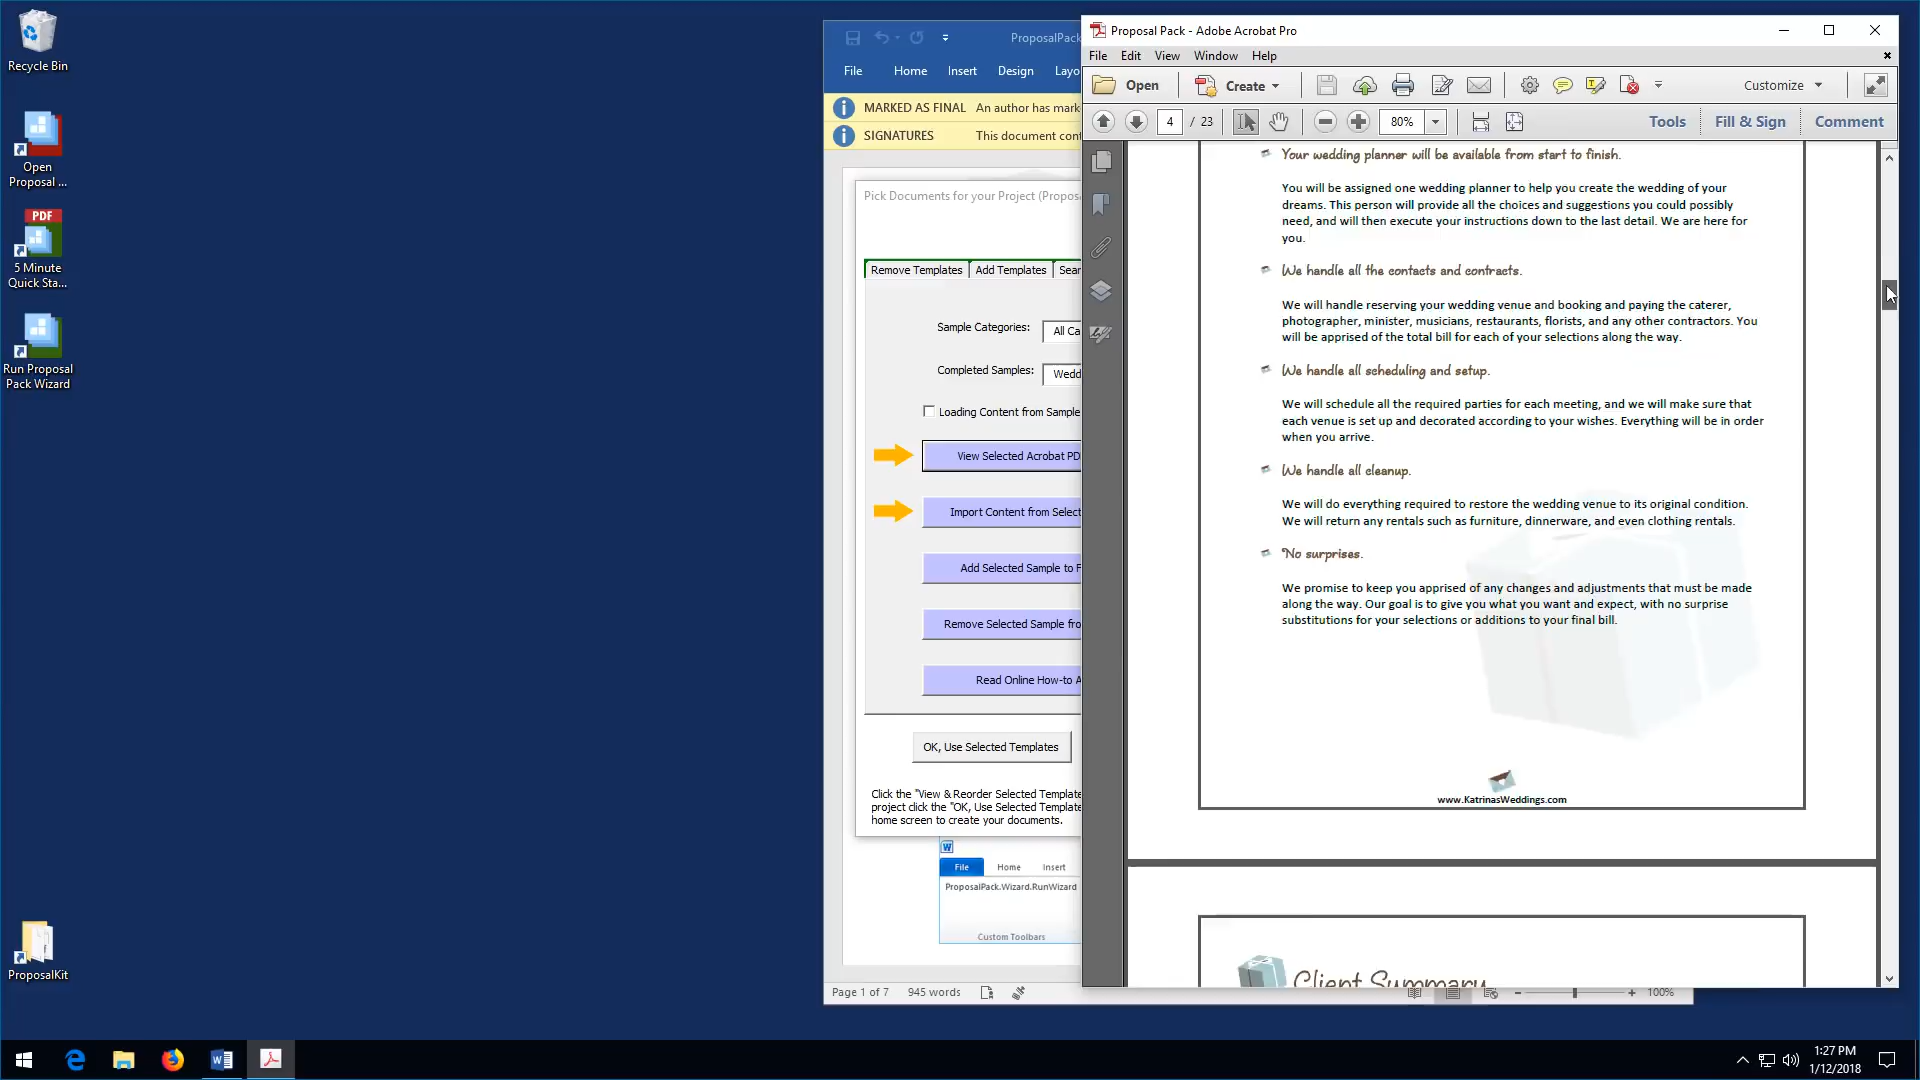 Recycle Bin
Open
Proposal ...
PDF
5 Minute
Quick Sta...
Run Proposal
Pack Wizard
ProposalKit
ProposalPack
File Home Insert Design Layo
MARKED AS FINAL An author has mark
SIGNATURES This document cont
Pick Documents for your Project (Propos
Remove Templates Add Templates Sear
Sample Categories: All Ca
Completed Samples: Wedd
Loading Content from Sample
View Selected Acrobat PD
Import Content from Select
Add Selected Sample to F
Remove Selected Sample fro
Read Online How-to A
OK, Use Selected Templates
Click the "View & Reorder Selected Template
project click the "OK, Use Selected Template
home screen to create your documents.
File Home Insert
ProposalPack.Wizard.RunWizard
Custom Toolbars
Page 1 of 7 945 words
100%
Proposal Pack - Adobe Acrobat Pro
File Edit View Window Help
Open Create Customize
4 / 23 80% Tools Fill & Sign Comment
Your wedding planner will be available from start to finish.
You will be assigned one wedding planner to help you create the wedding of your
dreams. This person will provide all the choices and suggestions you could possibly
need, and will then execute your instructions down to the last detail. We are here for
you.
We handle all the contacts and contracts.
We will handle reserving your wedding venue and booking and paying the caterer,
photographer, minister, musicians, restaurants, florists, and any other contractors. You
will be apprised of the total bill for each of your selections along the way.
We handle all scheduling and setup.
We will schedule all the required parties for each meeting, and we will make sure that
each venue is set up and decorated according to your wishes. Everything will be in order
when you arrive.
We handle all cleanup.
We will do everything required to restore the wedding venue to its original condition.
We will return any rentals such as furniture, dinnerware, and even clothing rentals.
No surprises.
We promise to keep you apprised of any changes and adjustments that must be made
along the way. Our goal is to give you what you want and expect, with no surprise
substitutions for your selections or additions to your final bill.
www.KatrinasWeddings.com
Client Summary
1:27 PM
1/12/2018